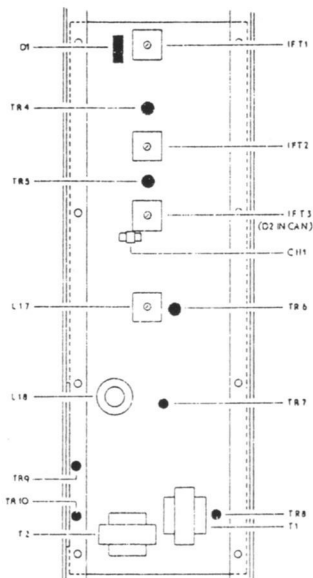 D1
IFT1
TR4
IFT2
TR5
IFT3
(D2 IN CAN)
C111
L17
TR6
L18
TR7
TR9
TR10
TR8
T2
T1